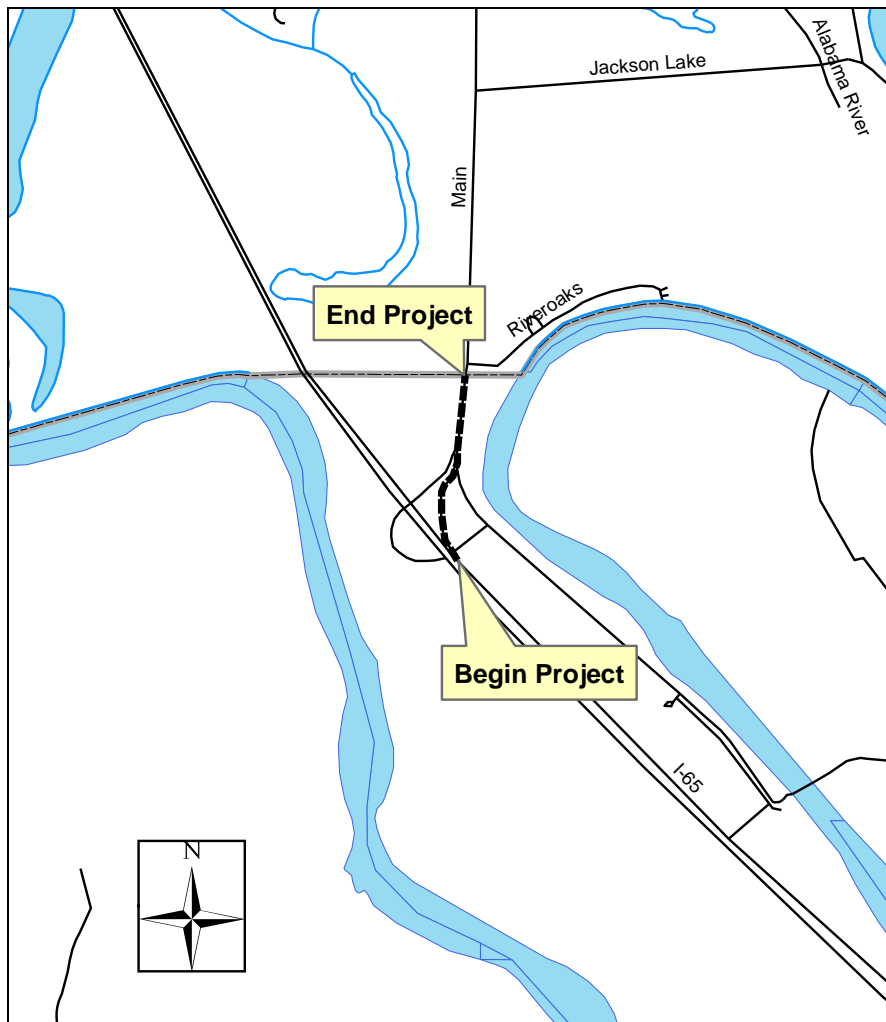 Jackson Lake
Alabama River
Main
Riveroaks
End Project
Begin Project
I-65
N